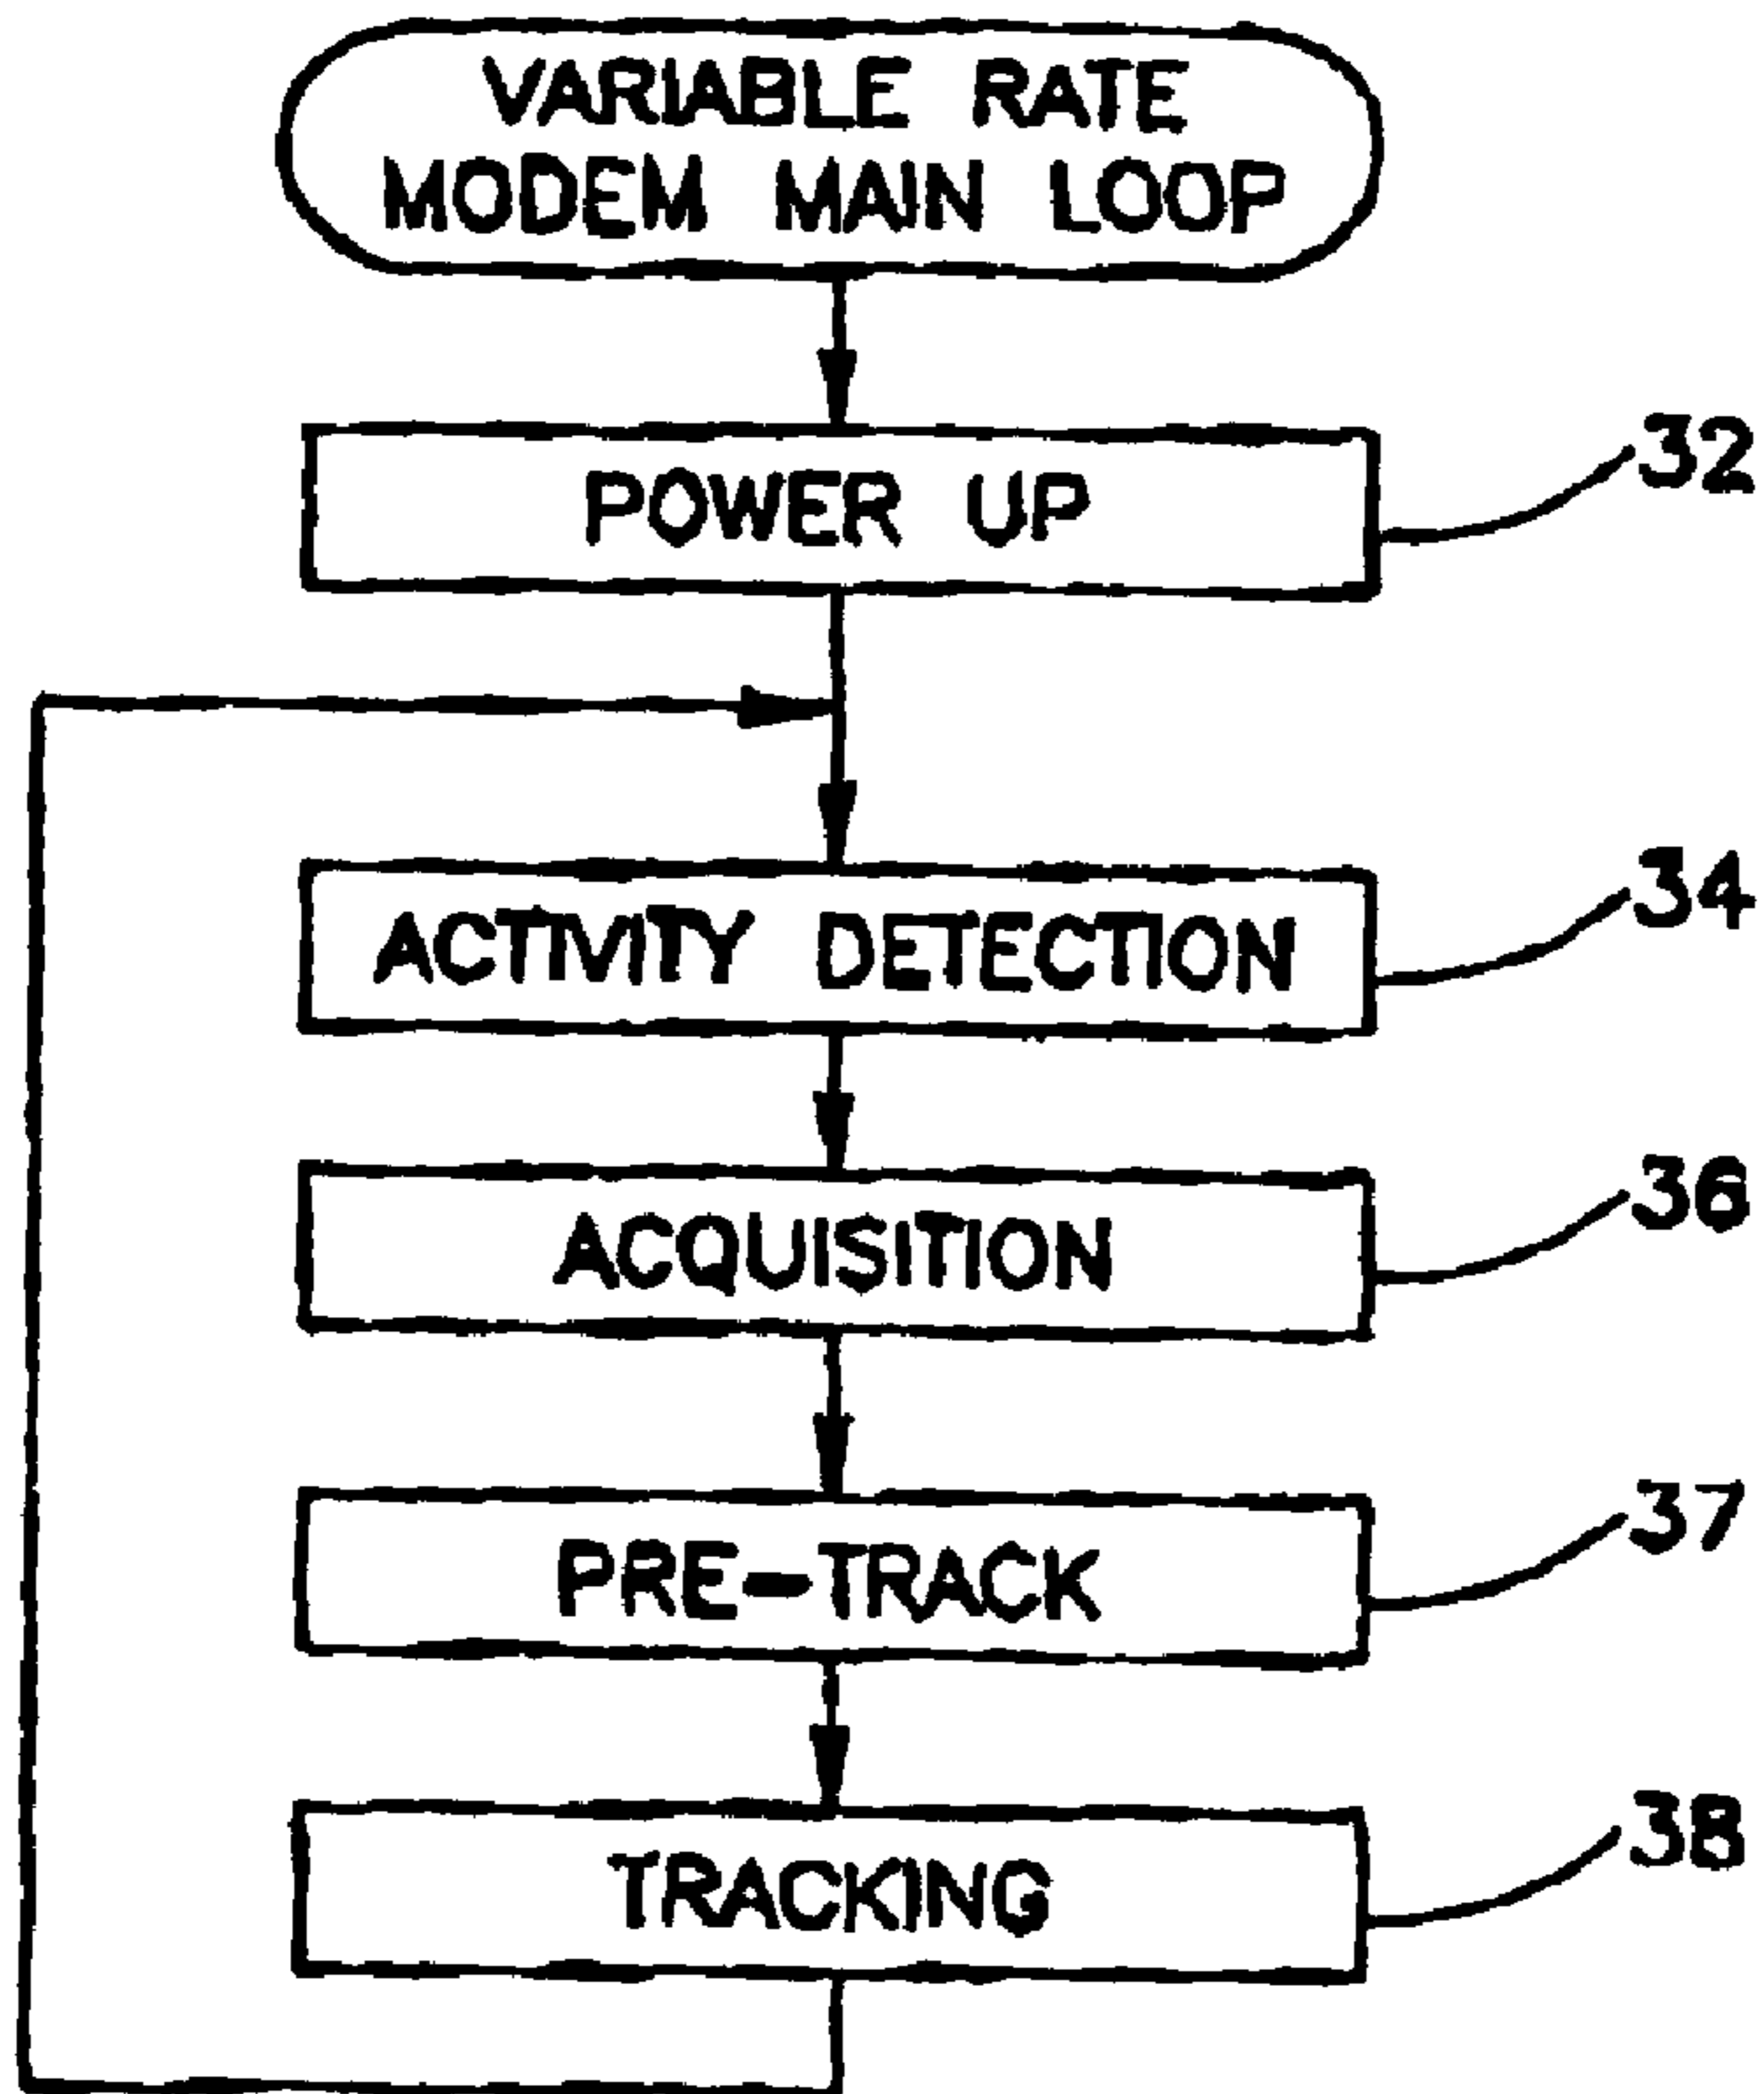 VARIABLE RATE
MODEM MAIN LOOP
POWER UP
32
ACTIVITY DETECTION
34
ACQUISITION
36
PRE-TRACK
37
TRACKING
38